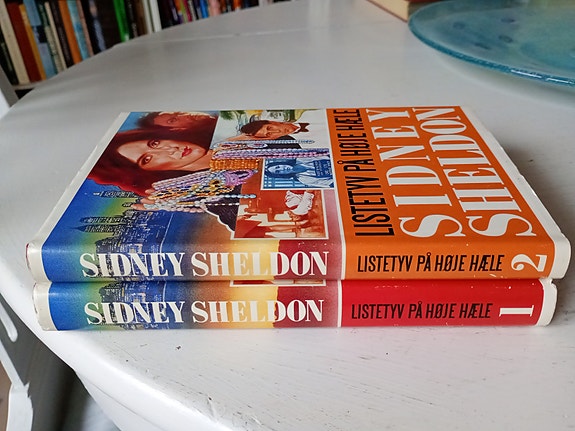 LISTETYV PÅ HØJE HÆLE
SIDNEY
SHELDON
SIDNEY SHELDON LISTETYV PÅ HØJE HÆLE 2
SIDNEY SHELDON LISTETYV PÅ HØJE HÆLE 1